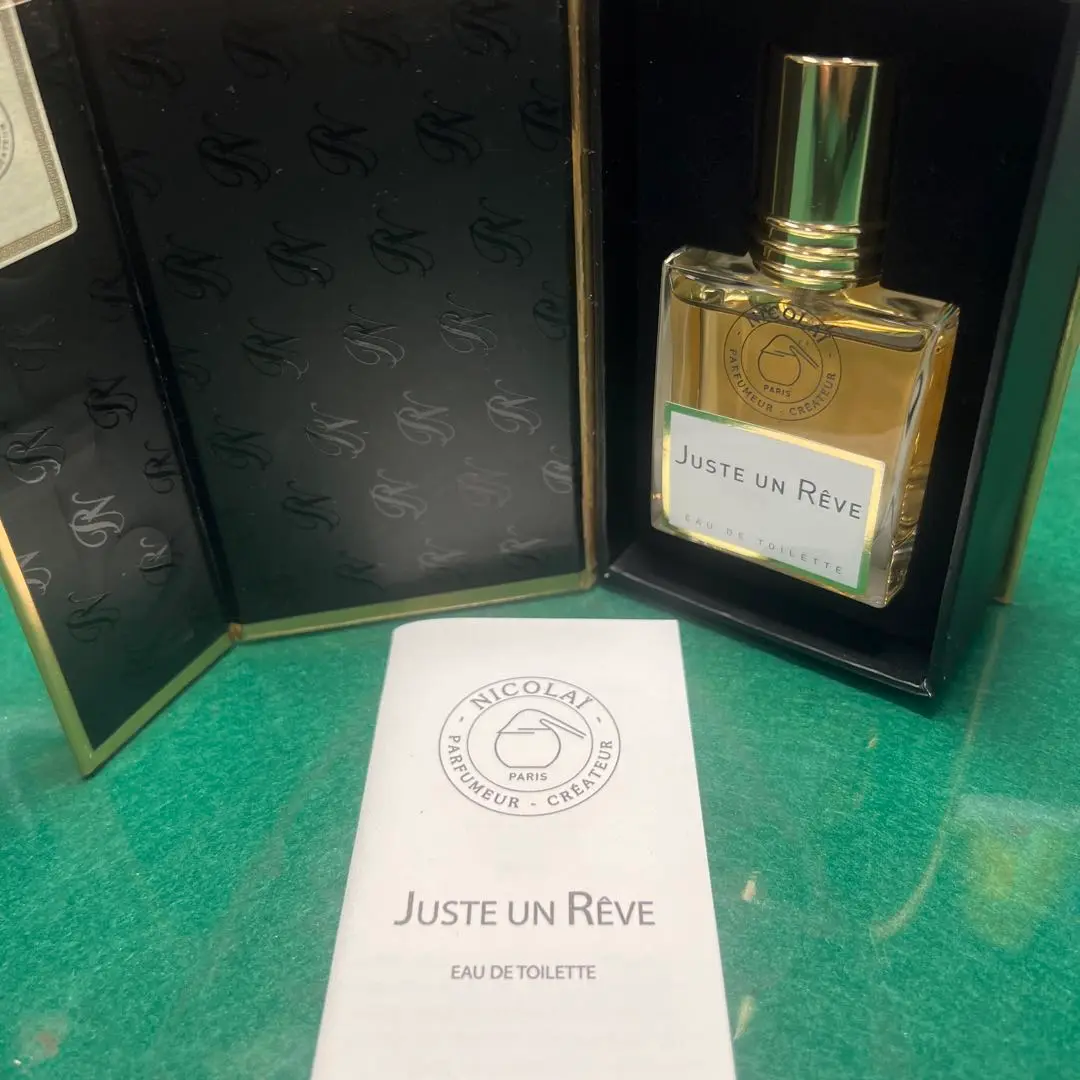 NICOLAÏ
PARIS
PARFUMEUR - CRÉATEUR
JUSTE UN RÊVE
EAU DE TOILETTE
NICOLAÏ
PARIS
PARFUMEUR - CRÉATEUR
JUSTE UN RÊVE
EAU DE TOILETTE